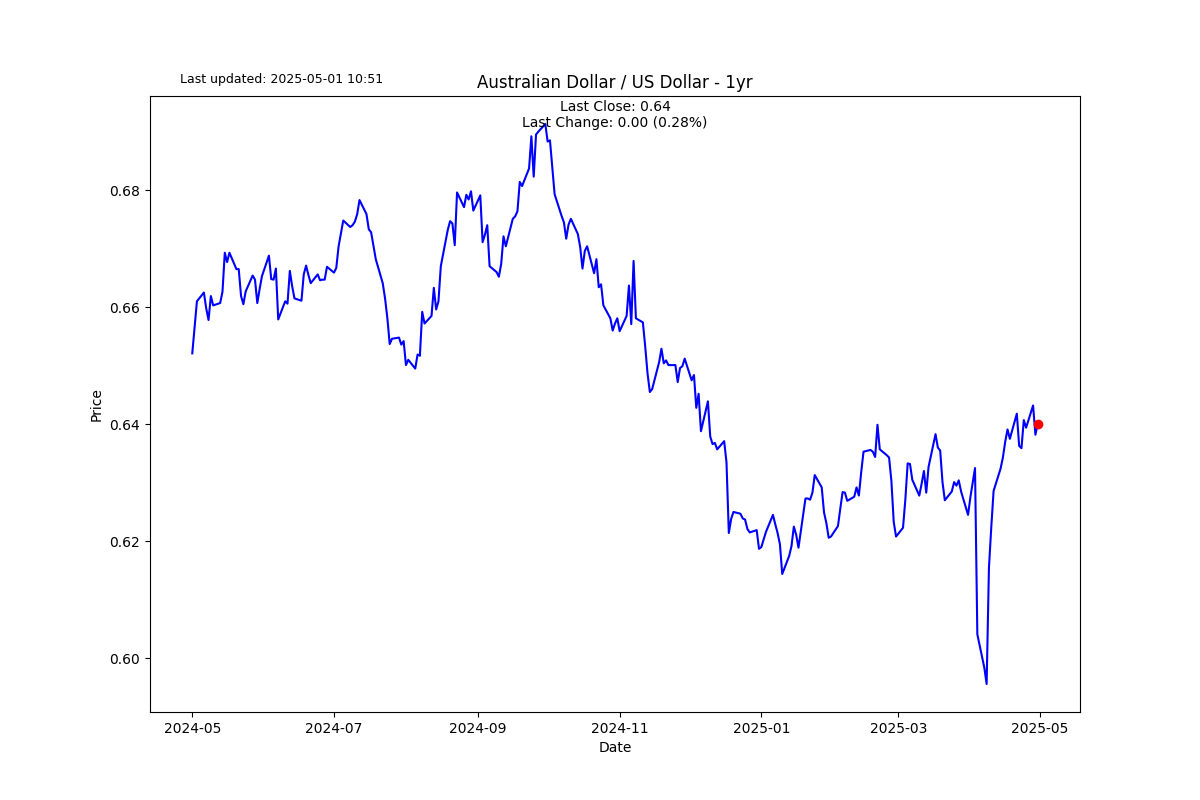 Last updated: 2025-05-01 10:51
Australian Dollar / US Dollar - 1yr
Last Close: 0.64
Last Change: 0.00 (0.28%)
Price
0.68
0.66
0.64
0.62
0.60
2024-05
2024-07
2024-09
2024-11
2025-01
2025-03
2025-05
Date